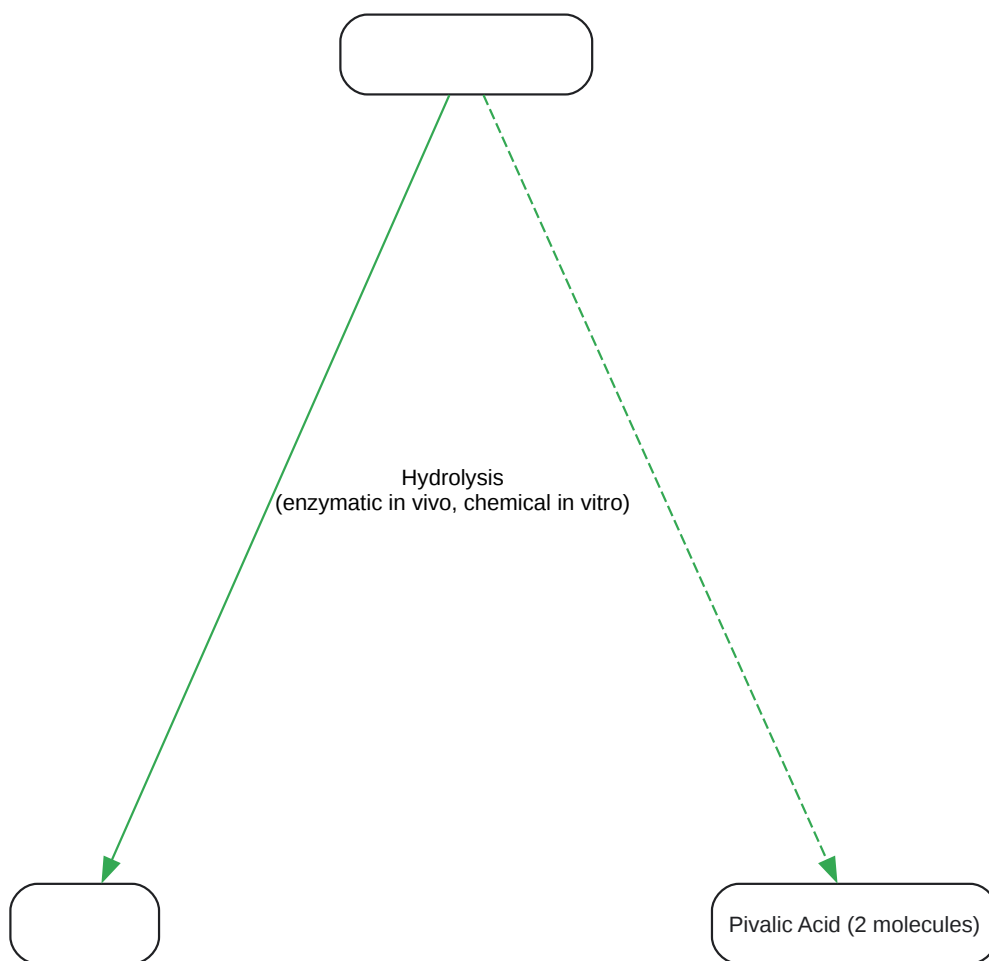 Hydrolysis
(enzymatic in vivo, chemical in vitro)
Pivalic Acid (2 molecules)